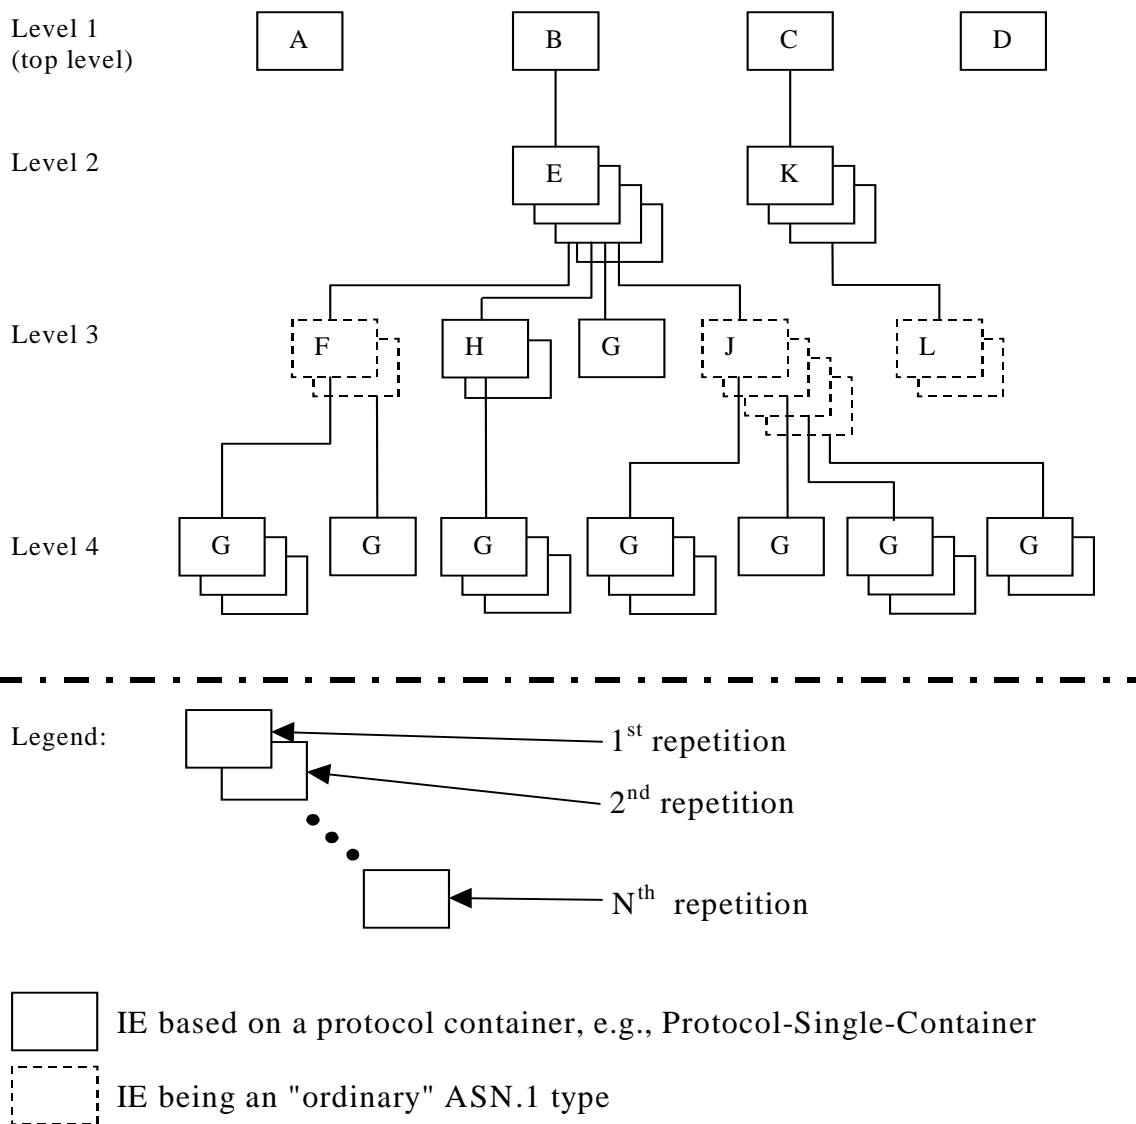 Level 1
(top level)
A B C D
Level 2
E K
Level 3
F H G J L
Level 4
G G G G G G G
Legend:
1st repetition
2nd repetition
Nth repetition
IE based on a protocol container, e.g., Protocol-Single-Container
IE being an "ordinary" ASN.1 type